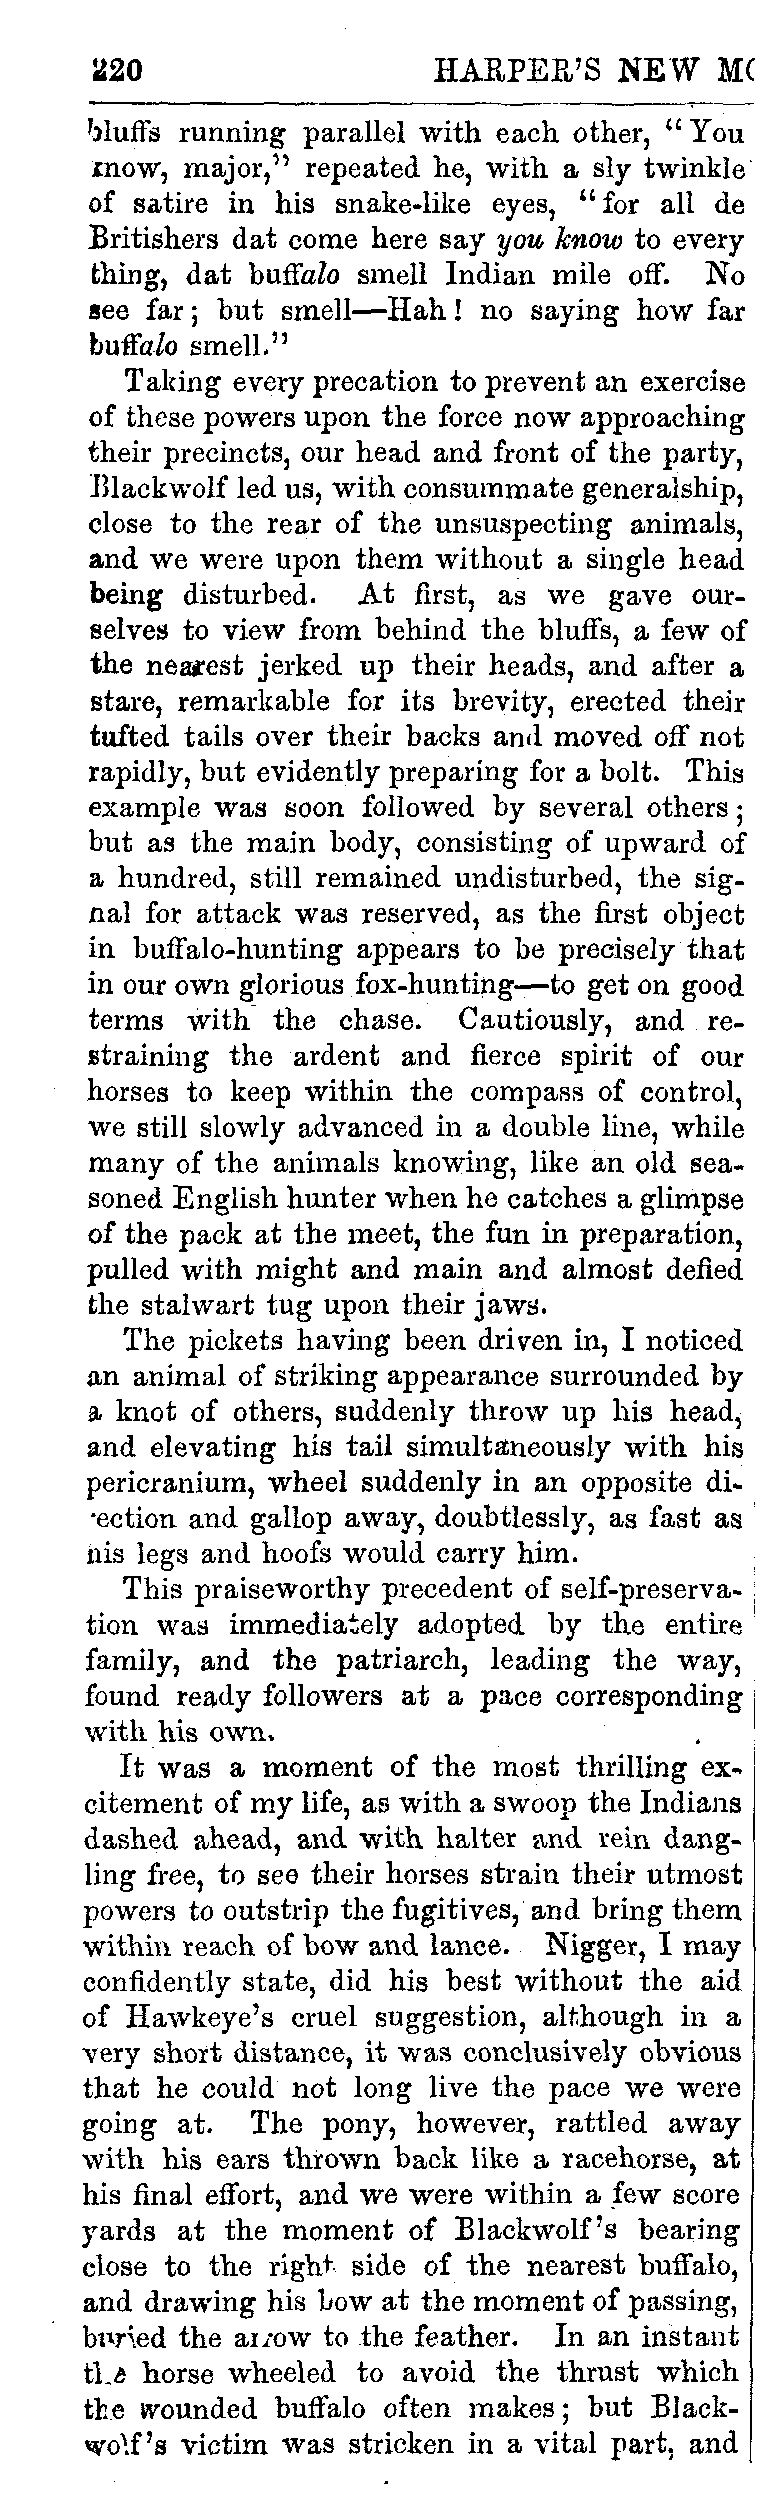 220 HARPER'S NEW MO
bluffs running parallel with each other, "You
know, major," repeated he, with a sly twinkle
of satire in his snake-like eyes, "for all de
Britishers dat come here say you know to every
thing, dat buffalo smell Indian mile off. No
see far; but smell—Hah! no saying how far
buffalo smell."
Taking every precation to prevent an exercise
of these powers upon the force now approaching
their precincts, our head and front of the party,
Blackwolf led us, with consummate generalship,
close to the rear of the unsuspecting animals,
and we were upon them without a single head
being disturbed. At first, as we gave our-
selves to view from behind the bluffs, a few of
the nearest jerked up their heads, and after a
stare, remarkable for its brevity, erected their
tufted tails over their backs and moved off not
rapidly, but evidently preparing for a bolt. This
example was soon followed by several others;
but as the main body, consisting of upward of
a hundred, still remained undisturbed, the sig-
nal for attack was reserved, as the first object
in buffalo-hunting appears to be precisely that
in our own glorious fox-hunting—to get on good
terms with the chase. Cautiously, and re-
straining the ardent and fierce spirit of our
horses to keep within the compass of control,
we still slowly advanced in a double line, while
many of the animals knowing, like an old sea-
soned English hunter when he catches a glimpse
of the pack at the meet, the fun in preparation,
pulled with might and main and almost defied
the stalwart tug upon their jaws.
The pickets having been driven in, I noticed
an animal of striking appearance surrounded by
a knot of others, suddenly throw up his head,
and elevating his tail simultaneously with his
pericranium, wheel suddenly in an opposite di-
rection and gallop away, doubtlessly, as fast as
his legs and hoofs would carry him.
This praiseworthy precedent of self-preserva-
tion was immediately adopted by the entire
family, and the patriarch, leading the way,
found ready followers at a pace corresponding
with his own.
It was a moment of the most thrilling ex-
citement of my life, as with a swoop the Indians
dashed ahead, and with halter and rein dang-
ling free, to see their horses strain their utmost
powers to outstrip the fugitives, and bring them
within reach of bow and lance. Nigger, I may
confidently state, did his best without the aid
of Hawkeye's cruel suggestion, although in a
very short distance, it was conclusively obvious
that he could not long live the pace we were
going at. The pony, however, rattled away
with his ears thrown back like a racehorse, at
his final effort, and we were within a few score
yards at the moment of Blackwolf's bearing
close to the right side of the nearest buffalo,
and drawing his bow at the moment of passing,
buried the arrow to the feather. In an instant
the horse wheeled to avoid the thrust which
the wounded buffalo often makes; but Black-
wolf's victim was stricken in a vital part, and